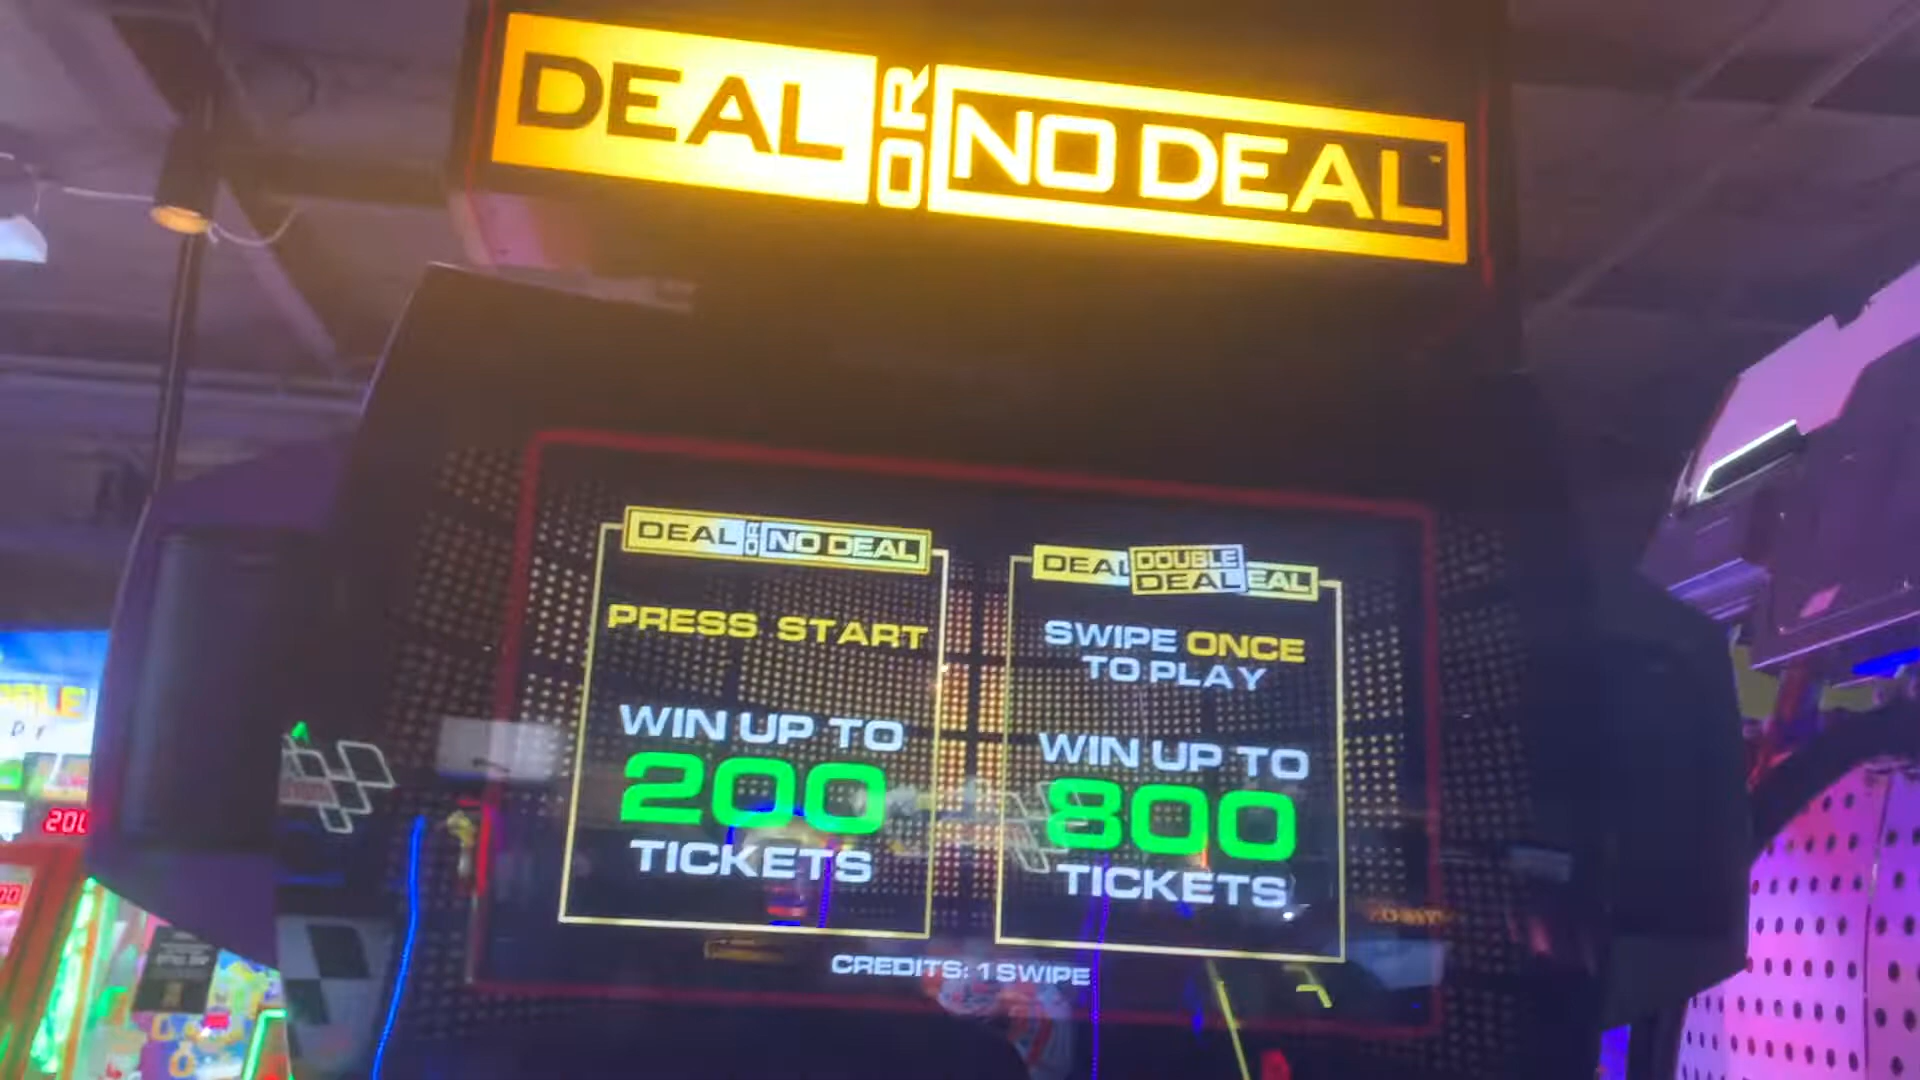 DEAL OR NO DEAL
DEAL OR NO DEAL
PRESS START
WIN UP TO
200
TICKETS
DEAL DOUBLE DEAL EAL
SWIPE ONCE
TO PLAY
WIN UP TO
800
TICKETS
CREDITS: 1 SWIPE